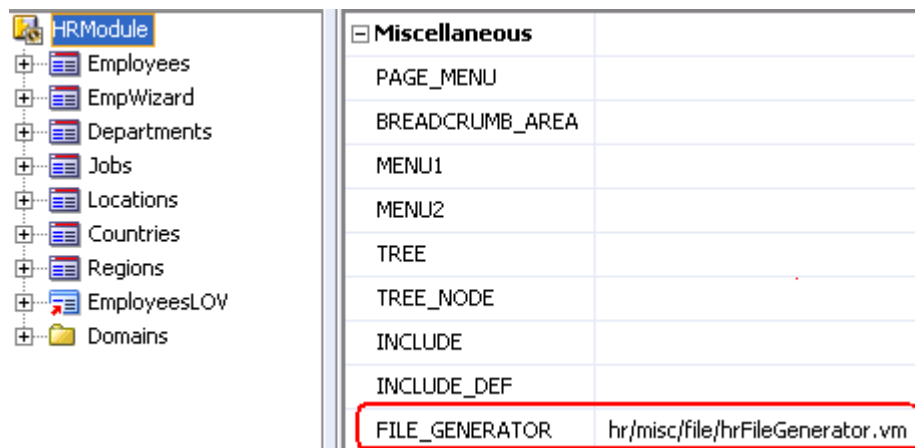 HRModule
Employees
EmpWizard
Departments
Jobs
Locations
Countries
Regions
EmployeesLOV
Domains
Miscellaneous
PAGE_MENU
BREADCRUMB_AREA
MENU1
MENU2
TREE
TREE_NODE
INCLUDE
INCLUDE_DEF
FILE_GENERATOR hr/misc/file/hrFileGenerator.vm